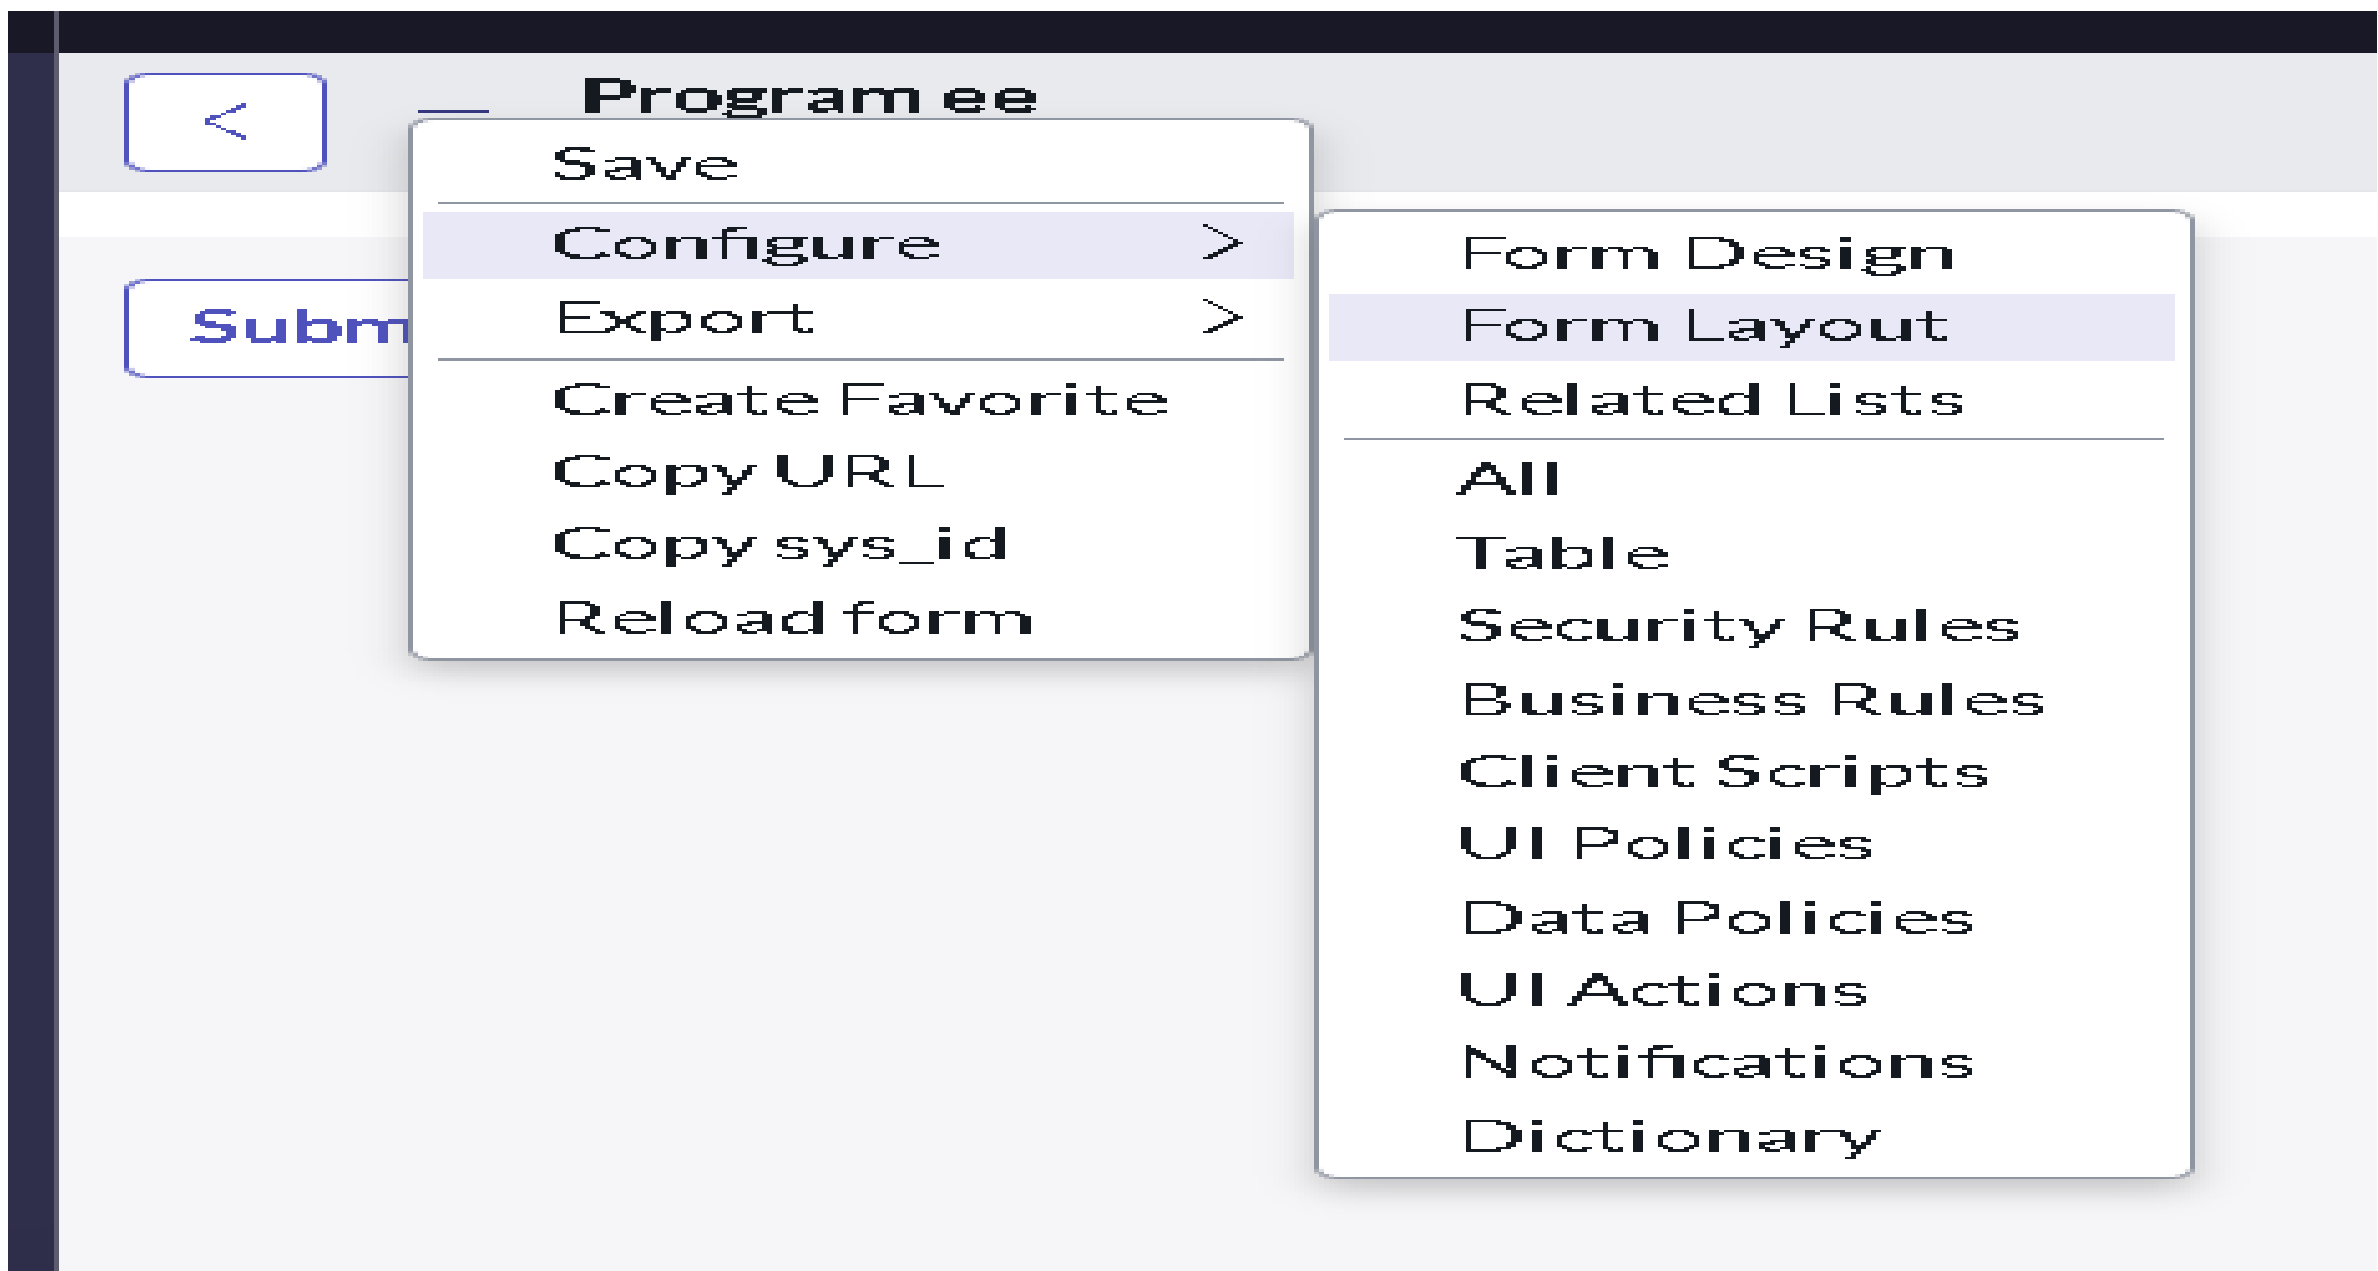 <
Program ee
Save
Configure >
Export >
Create Favorite
Copy URL
Copy sys_id
Reload form
Subm
Form Design
Form Layout
Related Lists
All
Table
Security Rules
Business Rules
Client Scripts
UI Policies
Data Policies
UI Actions
Notifications
Dictionary